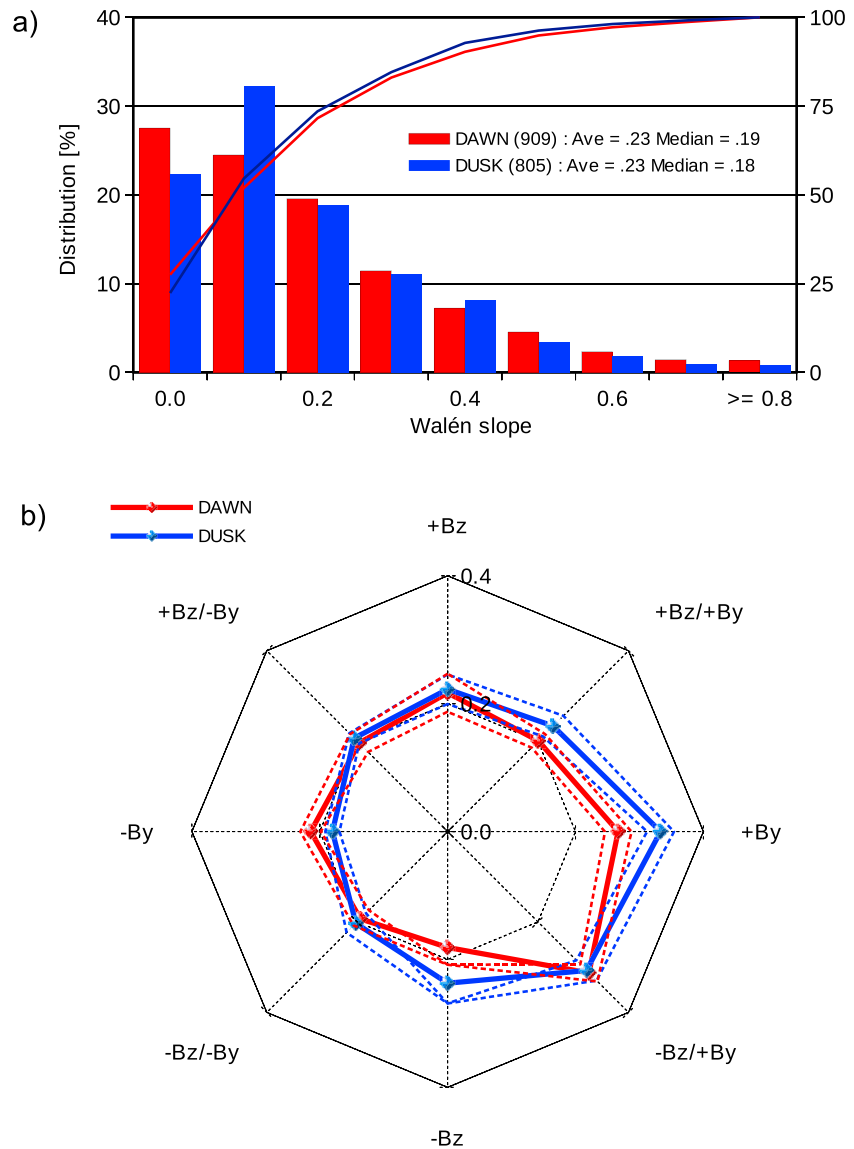 a)
40
100
30
75
DAWN (909) : Ave = .23 Median = .19
DUSK (805) : Ave = .23 Median = .18
Distribution [%]
20
50
10
25
0
0
0.0
0.2
0.4
0.6
>= 0.8
Walén slope
b)
DAWN
DUSK
+Bz
0.4
+Bz/-By
+Bz/+By
0.2
-By
0.0
+By
-Bz/-By
-Bz/+By
-Bz